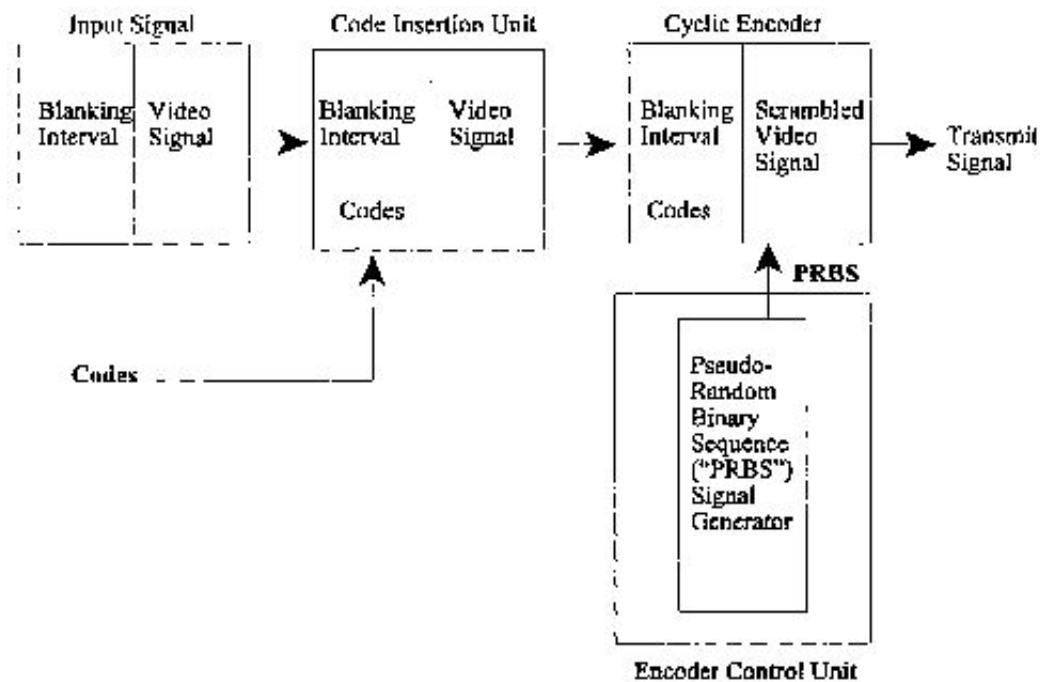 Input Signal
Code Insertion Unit
Cyclic Encoder
Blanking
Interval
Video
Signal
Blanking
Interval
Video
Signal
Codes
Blanking
Interval
Codes
Scrambled
Video
Signal
Transmit
Signal
PRBS
Codes
Pseudo-
Random
Binary
Sequence
("PRBS")
Signal
Generator
Encoder Control Unit